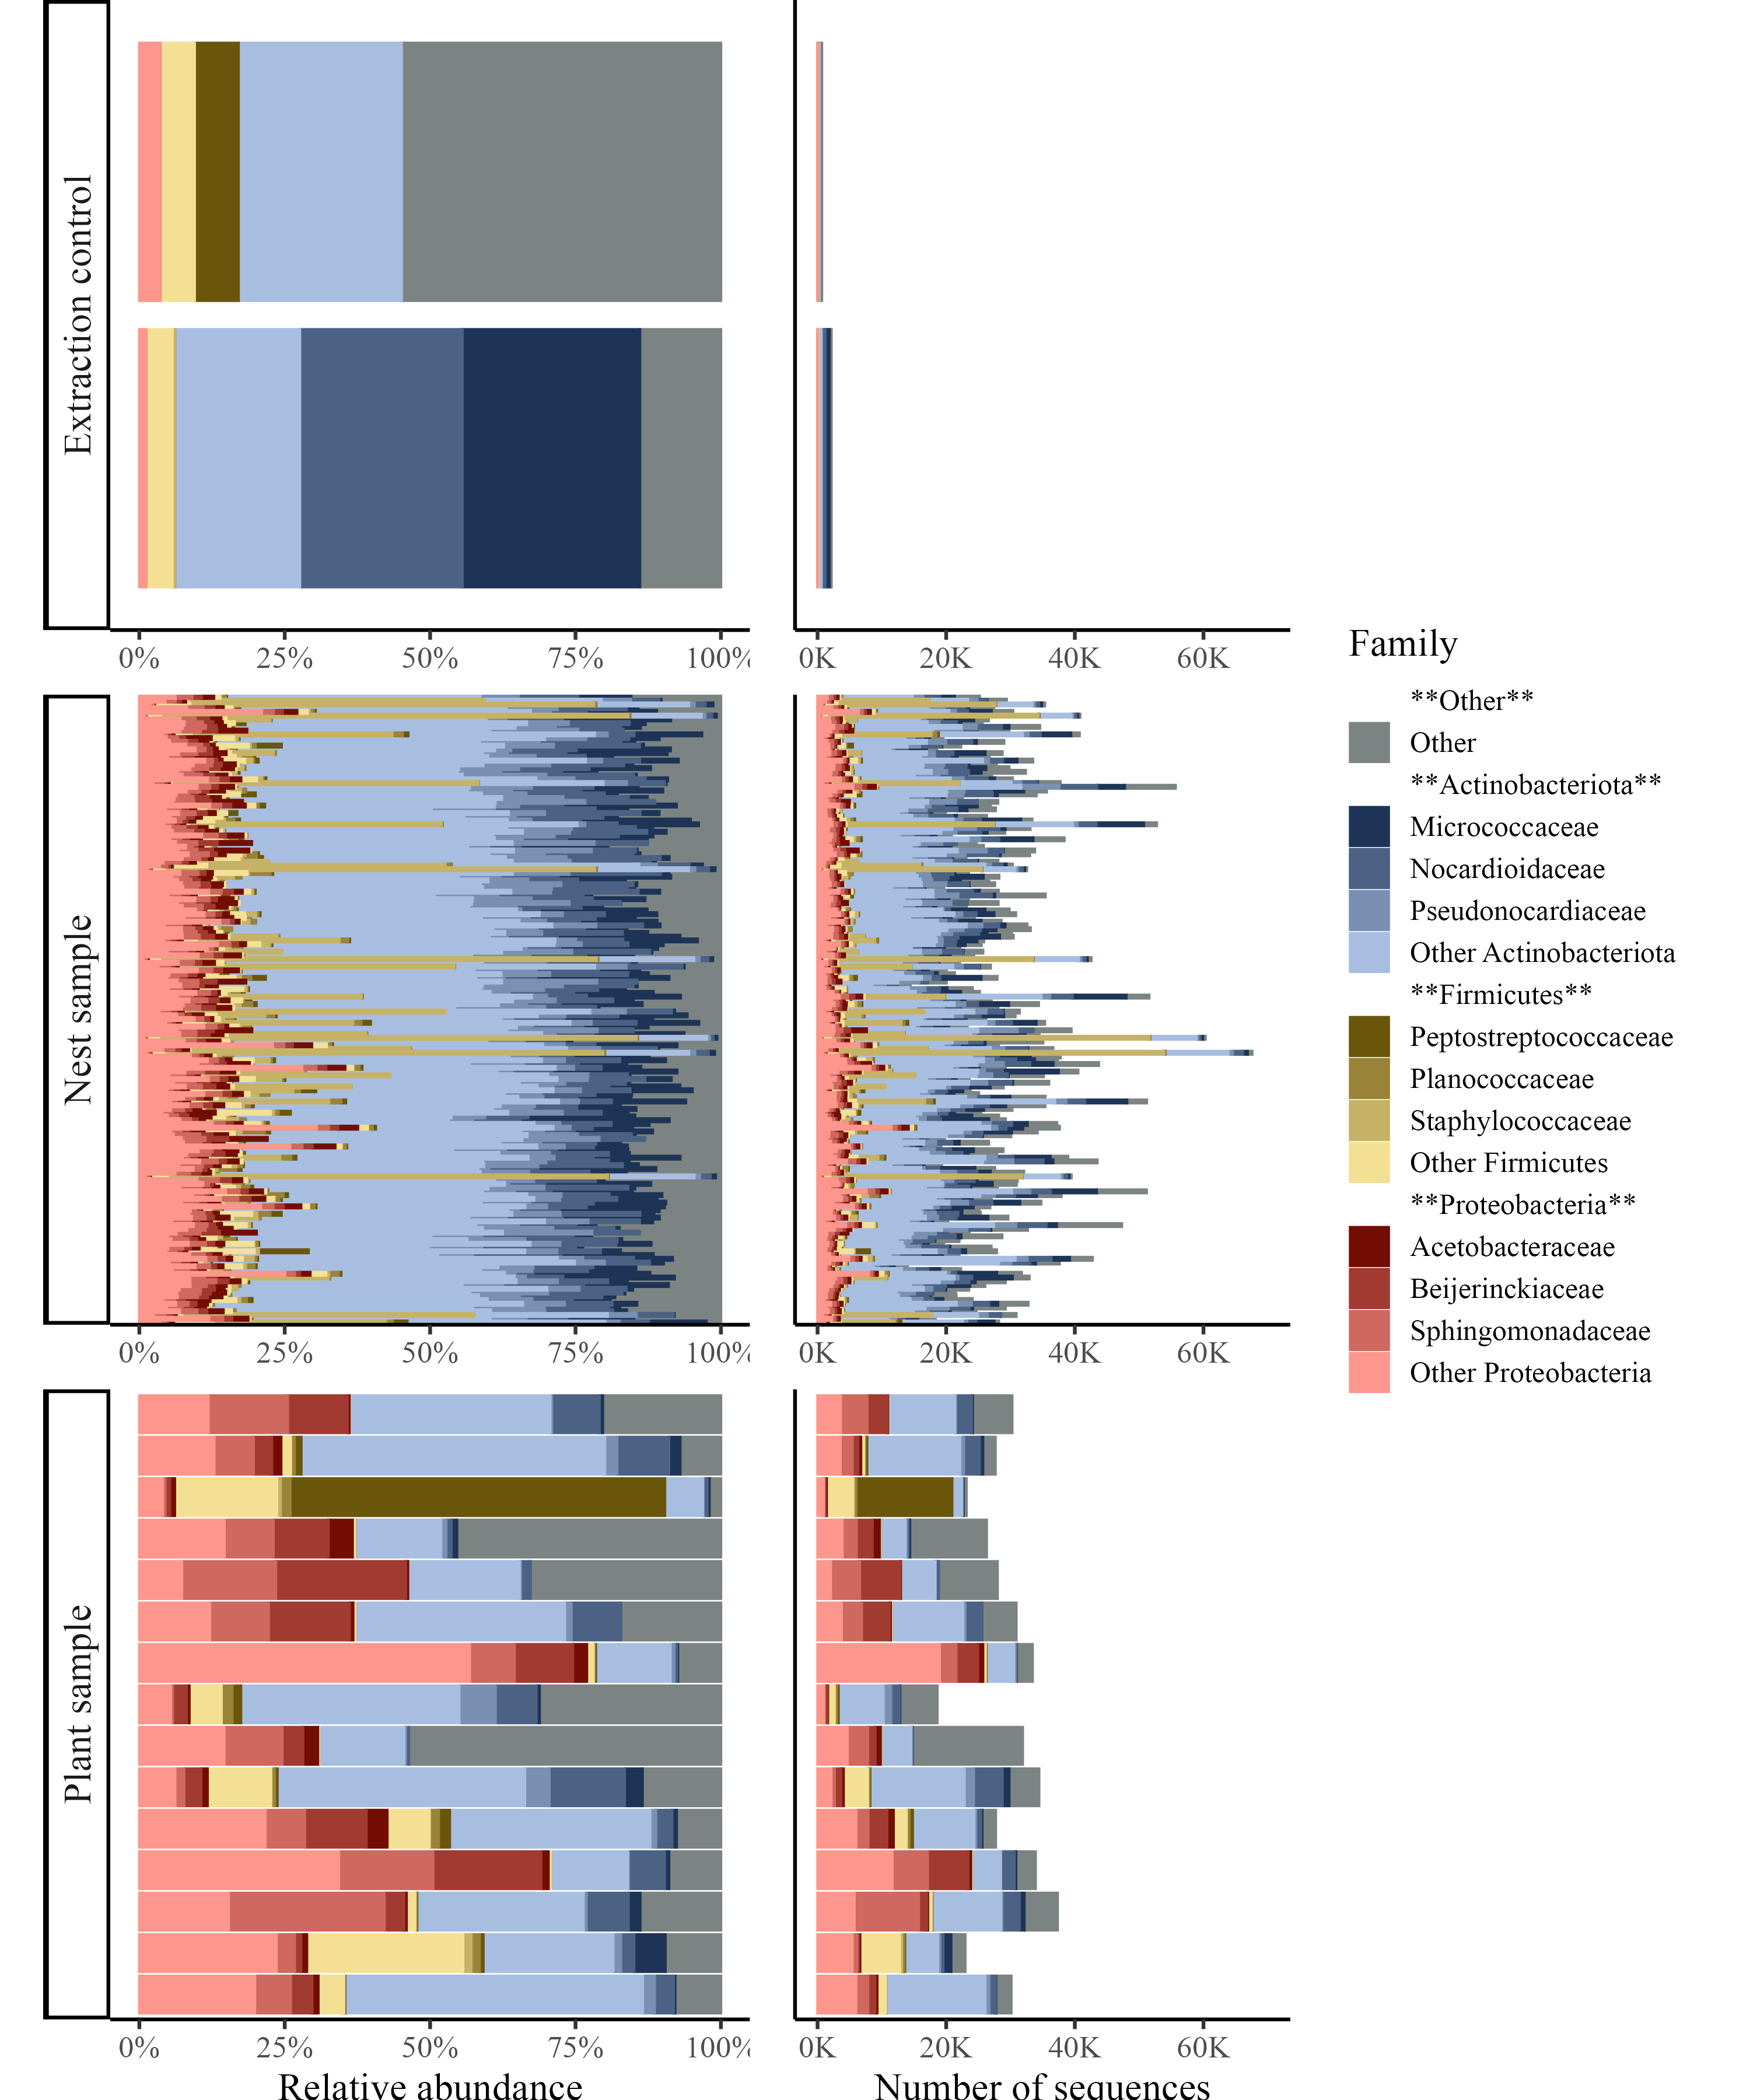 Extraction control
0% 25% 50% 75% 100%
0K 20K 40K 60K
Nest sample
0% 25% 50% 75% 100%
0K 20K 40K 60K
Plant sample
0% 25% 50% 75% 100%
0K 20K 40K 60K
Relative abundance
Number of sequences
Family
**Other**
Other
**Actinobacteriota**
Micrococcaceae
Nocardioidaceae
Pseudonocardiaceae
Other Actinobacteriota
**Firmicutes**
Peptostreptococcaceae
Planococcaceae
Staphylococcaceae
Other Firmicutes
**Proteobacteria**
Acetobacteraceae
Beijerinckiaceae
Sphingomonadaceae
Other Proteobacteria